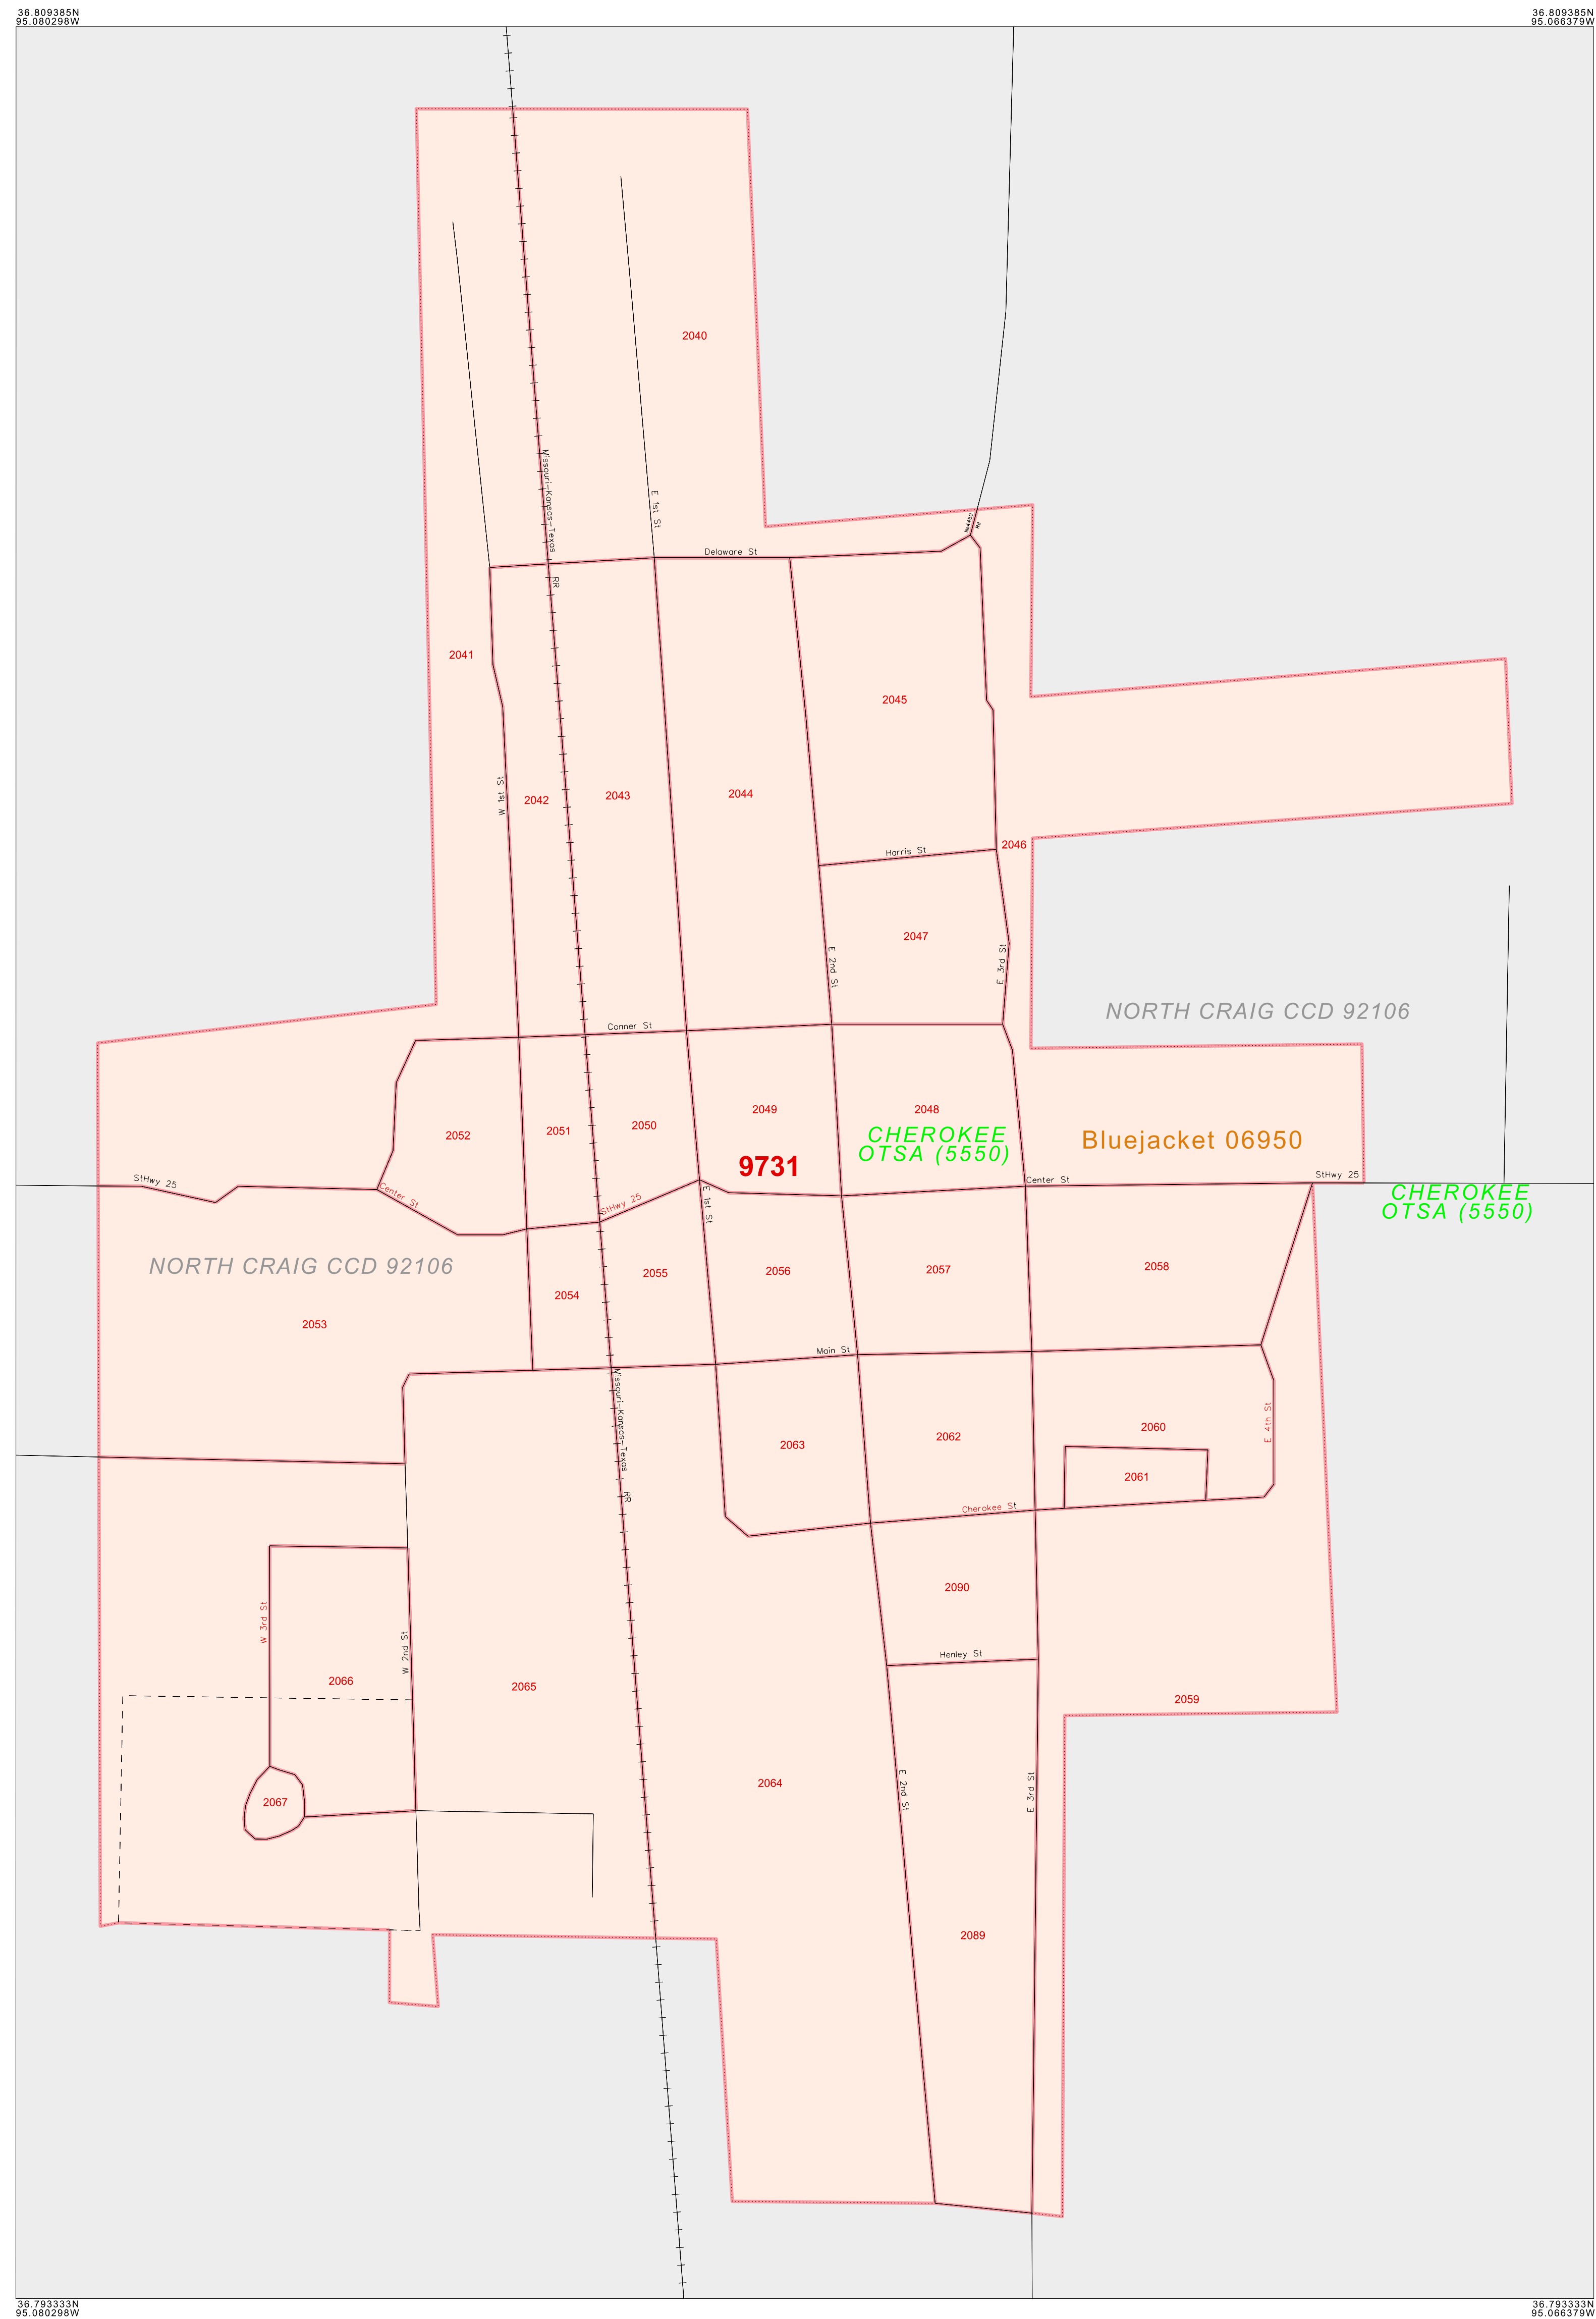 36.809385N
95.080298W
36.809385N
95.066379W
2040
Missouri-Kansas-Texas
RR
E 1st St
NS4450
Rd
Delaware St
2041
2045
W 1st St
2042
2043
2044
2046
Harris St
2047
E 2nd St
E 3rd St
NORTH CRAIG CCD 92106
Conner St
2052
2051
2050
2049
2048
CHEROKEE
OTSA (5550)
Bluejacket 06950
9731
StHwy 25
Center St
StHwy 25
E 1st St
Center St
StHwy 25
CHEROKEE
OTSA (5550)
NORTH CRAIG CCD 92106
2053
2054
2055
2056
2057
2058
Main St
Missouri-Kansas-Texas
RR
2063
2062
2060
2061
E 4th St
Cherokee St
2090
W 3rd St
W 2nd St
Henley St
2066
2065
2059
2064
2067
E 2nd St
E 3rd St
2089
36.793333N
95.080298W
36.793333N
95.066379W